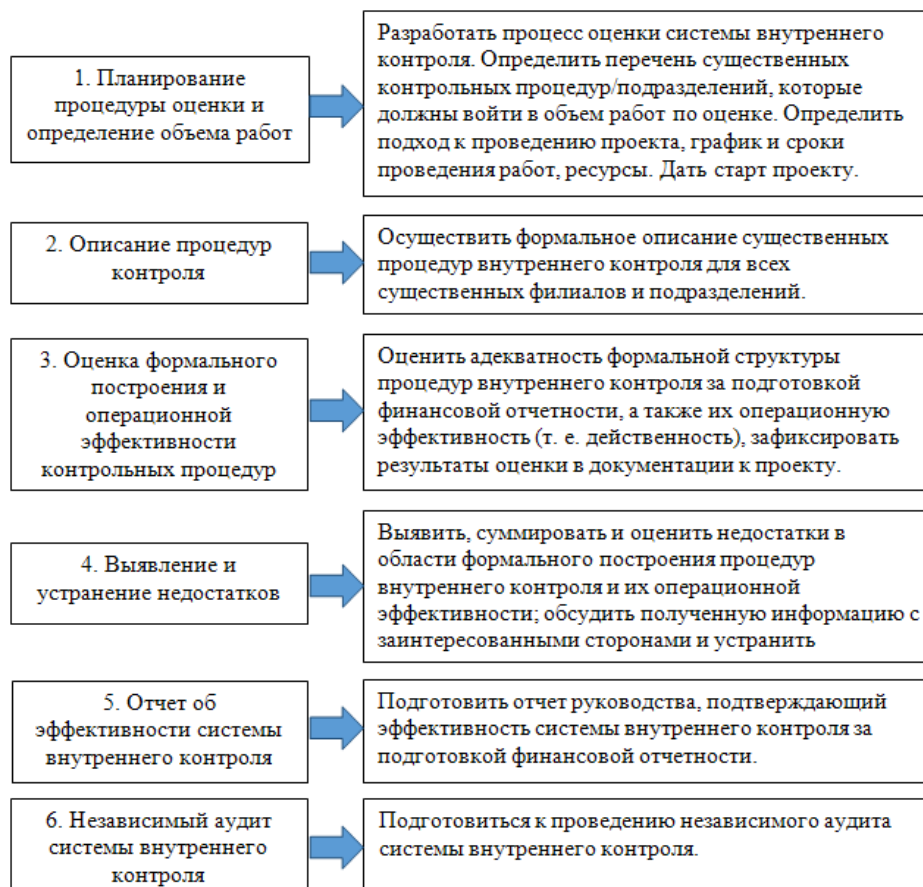 1. Планирование
процедуры оценки и
определение объема работ
Разработать процесс оценки системы внутреннего
контроля. Определить перечень существенных
контрольных процедур/подразделений, которые
должны войти в объем работ по оценке. Определить
подход к проведению проекта, график и сроки
проведения работ, ресурсы. Дать старт проекту.
2. Описание процедур
контроля
Осуществить формальное описание существенных
процедур внутреннего контроля для всех
существенных филиалов и подразделений.
3. Оценка формального
построения и
операционной
эффективности
контрольных процедур
Оценить адекватность формальной структуры
процедур внутреннего контроля за подготовкой
финансовой отчетности, а также их операционную
эффективность (т. е. действенность), зафиксировать
результаты оценки в документации к проекту.
4. Выявление и
устранение недостатков
Выявить, суммировать и оценить недостатки в
области формального построения процедур
внутреннего контроля и их операционной
эффективности; обсудить полученную информацию с
заинтересованными сторонами и устранить
5. Отчет об
эффективности системы
внутреннего контроля
Подготовить отчет руководства, подтверждающий
эффективность системы внутреннего контроля за
подготовкой финансовой отчетности.
6. Независимый аудит
системы внутреннего
контроля
Подготовиться к проведению независимого аудита
системы внутреннего контроля.